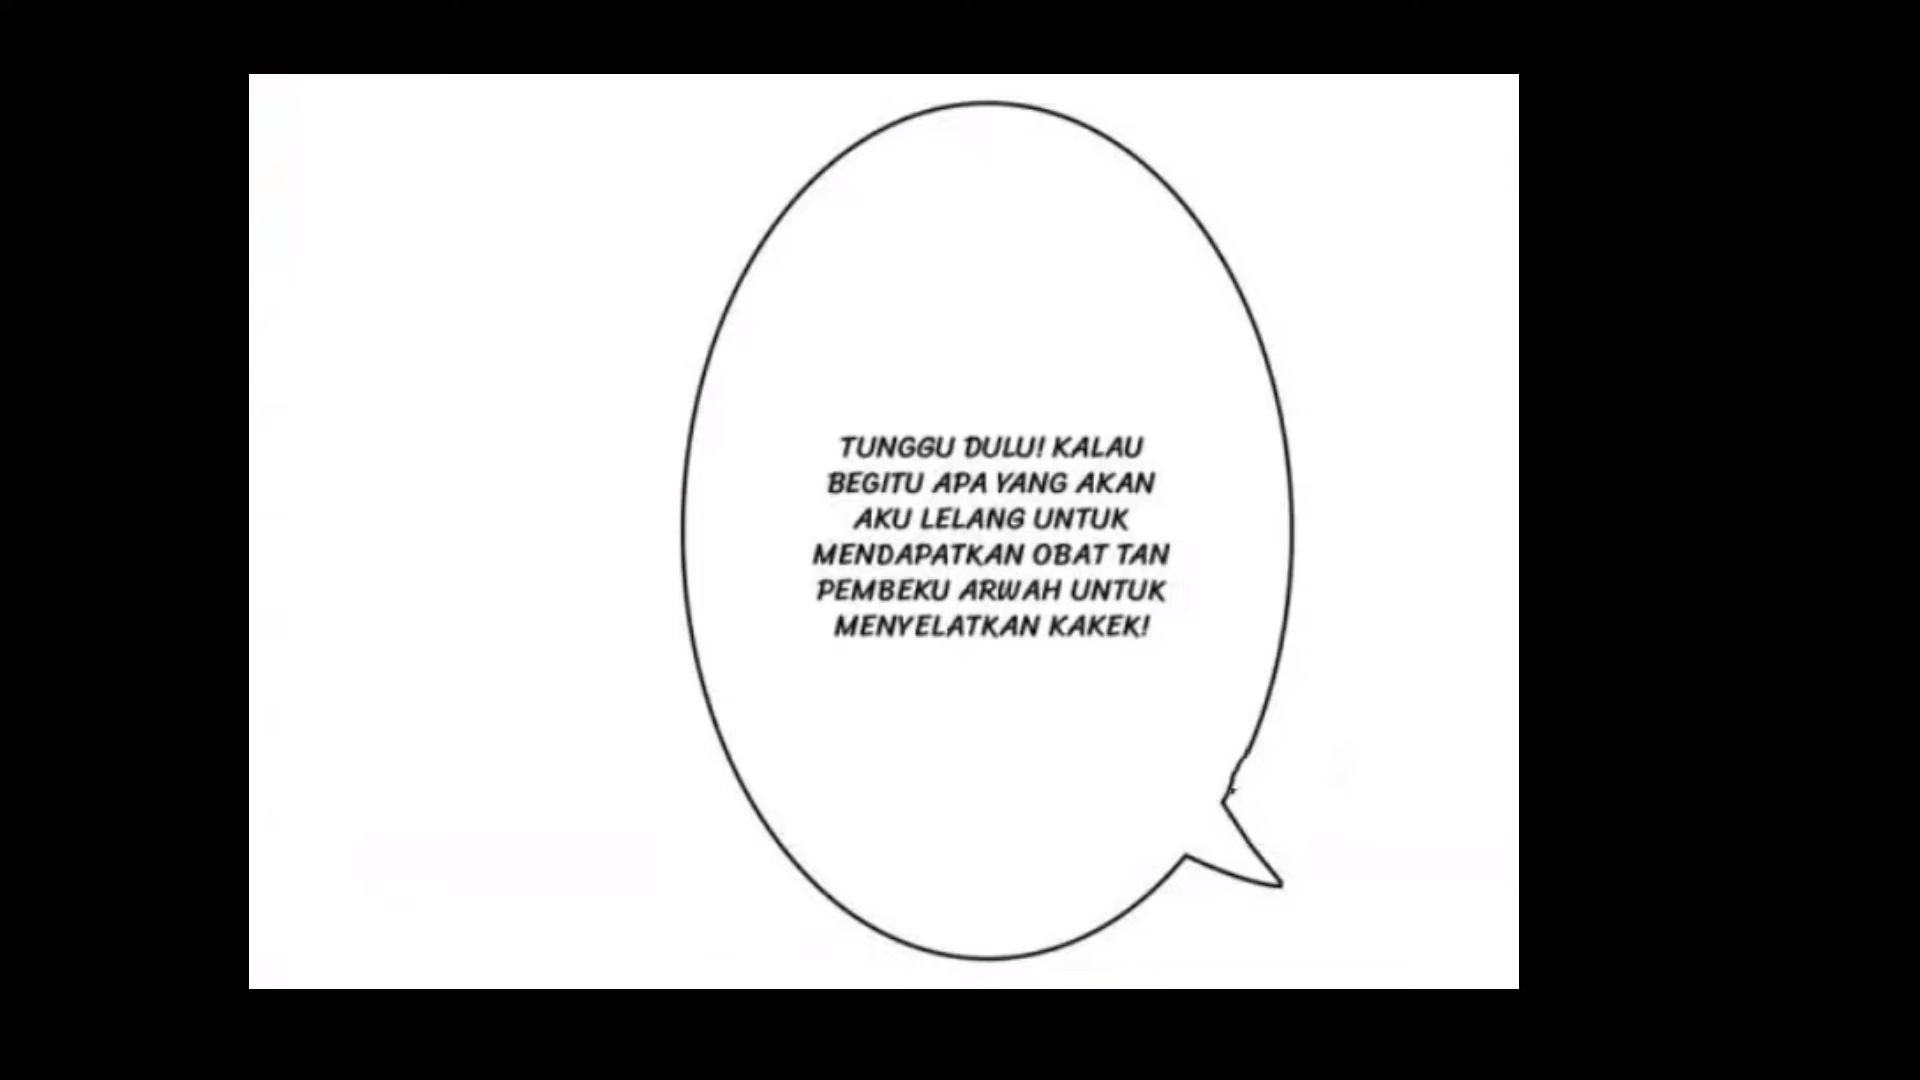 TUNGGU DULU! KALAU
BEGITU APA YANG AKAN
AKU LELANG UNTUK
MENDAPATKAN OBAT TAN
PEMBEKU ARWAH UNTUK
MENYELATKAN KAKEK!